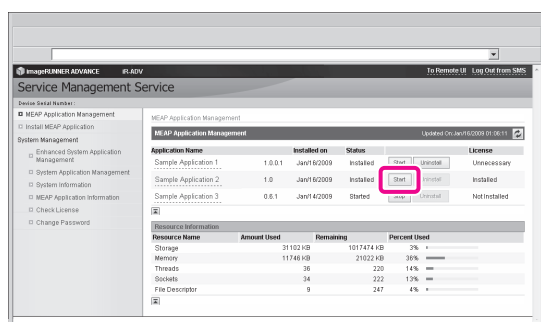 imageRUNNER ADVANCE iR-ADV To Remote UI Log Out from SMS
Service Management Service
Device Serial Number :
MEAP Application Management
Install MEAP Application
System Management
Enhanced System Application Management
System Application Management
System Information
MEAP Application Information
Check License
Change Password
MEAP Application Management
MEAP Application Management Updated On:Jan/16/2009 01:06:11
Application Name Installed on Status License
Sample Application 1 1.0.0.1 Jan/16/2009 Installed Start Uninstall Unnecessary
Sample Application 2 1.0 Jan/16/2009 Installed Start Uninstall Installed
Sample Application 3 0.6.1 Jan/14/2009 Started Stop Uninstall Not Installed
Resource Information
Resource Name Amount Used Remaining Percent Used
Storage 31102 KB 1017474 KB 3%
Memory 11746 KB 21022 KB 36%
Threads 36 220 14%
Sockets 34 222 13%
File Descriptor 9 247 4%